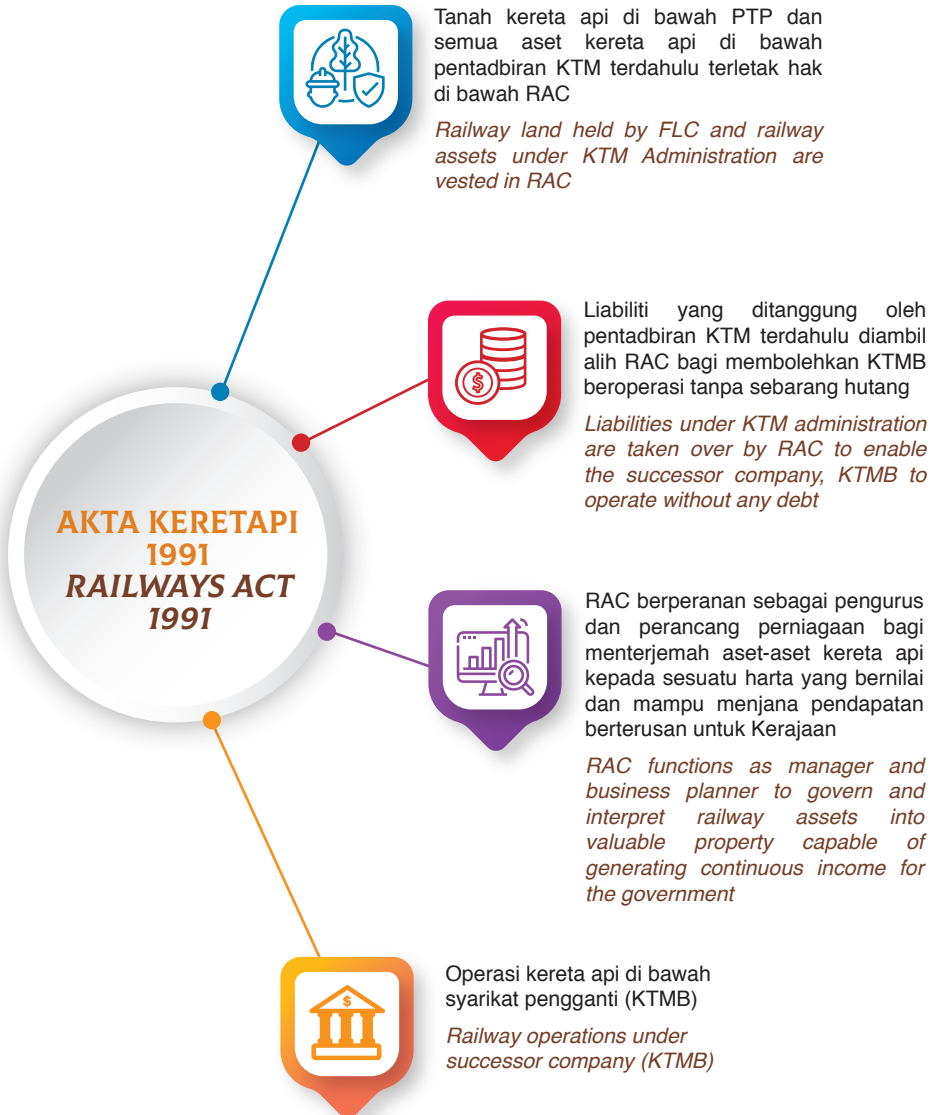 Tanah kereta api di bawah PTP dan
semua aset kereta api di bawah
pentadbiran KTM terdahulu terletak hak
di bawah RAC
Railway land held by FLC and railway
assets under KTM Administration are
vested in RAC
Liabiliti yang ditanggung oleh
pentadbiran KTM terdahulu diambil
alih RAC bagi membolehkan KTMB
beroperasi tanpa sebarang hutang
Liabilities under KTM administration
are taken over by RAC to enable
the successor company, KTMB to
operate without any debt
AKTA KERETAPI
1991
RAILWAYS ACT
1991
RAC berperanan sebagai pengurus
dan perancang perniagaan bagi
menterjemah aset-aset kereta api
kepada sesuatu harta yang bernilai
dan mampu menjana pendapatan
berterusan untuk Kerajaan
RAC functions as manager and
business planner to govern and
interpret railway assets into
valuable property capable of
generating continuous income for
the government
Operasi kereta api di bawah
syarikat pengganti (KTMB)
Railway operations under
successor company (KTMB)